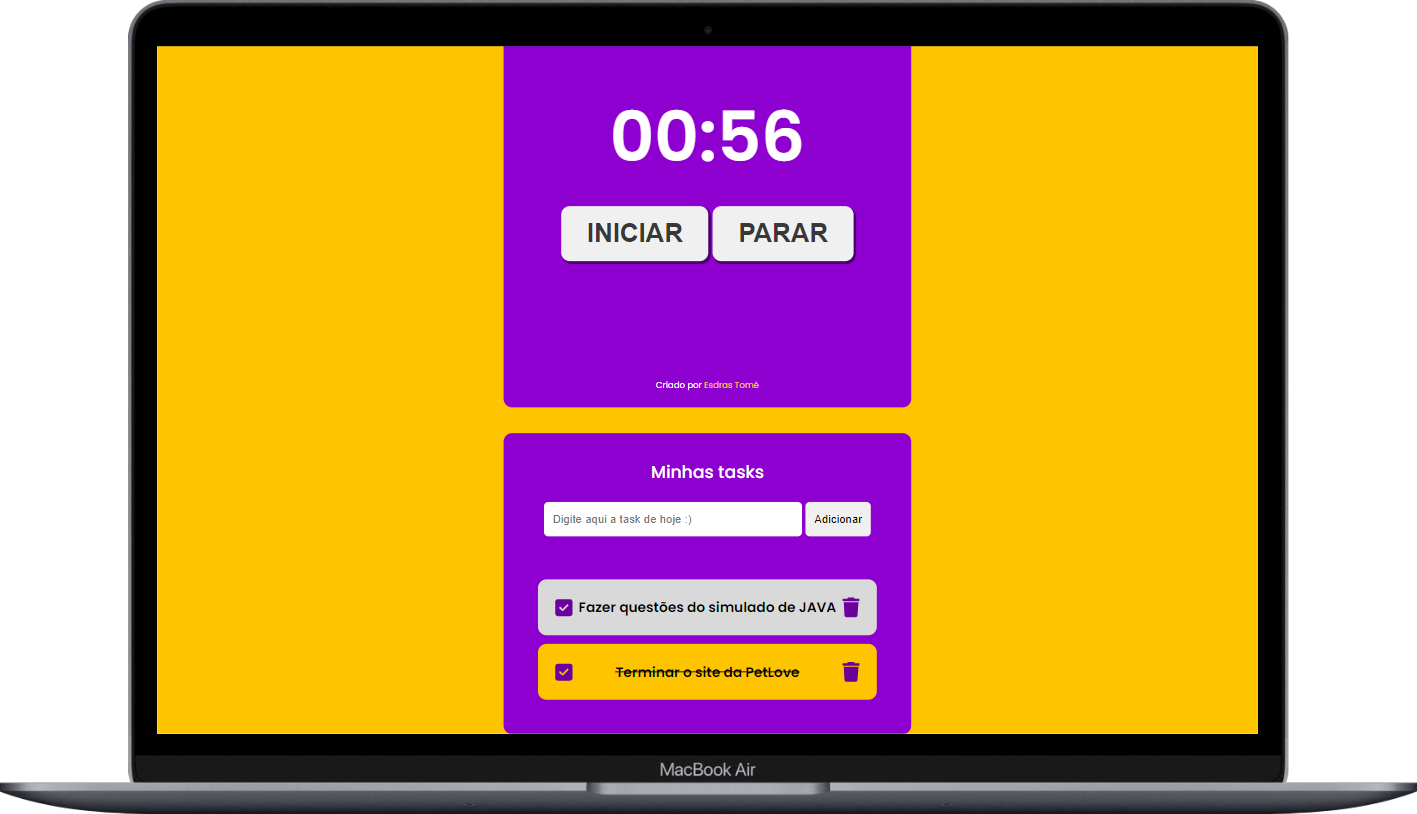 00:56
INICIAR PARAR
Criado por Esdras Tomé
Minhas tasks
Digite aqui a task de hoje :) Adicionar
Fazer questões do simulado de JAVA
Terminar o site da PetLove
MacBook Air